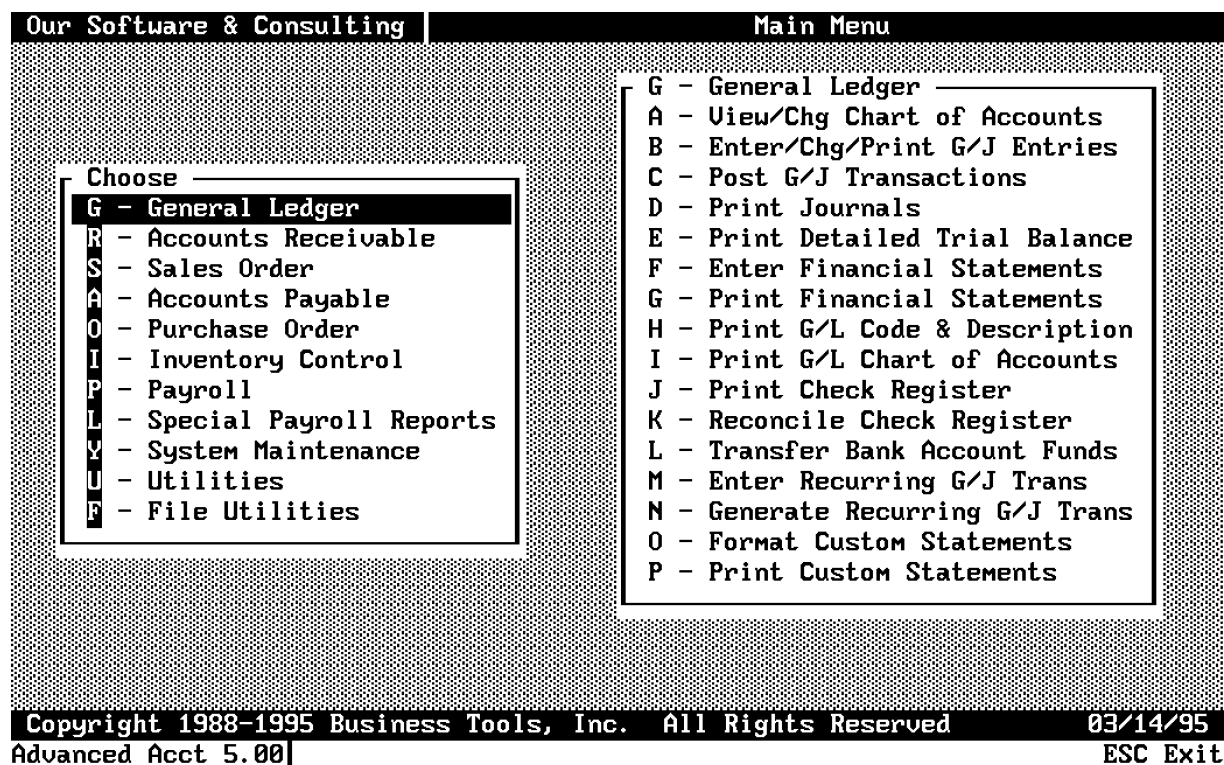 Our Software & Consulting
Main Menu
Choose
G - General Ledger
R - Accounts Receivable
S - Sales Order
A - Accounts Payable
O - Purchase Order
I - Inventory Control
P - Payroll
L - Special Payroll Reports
Y - System Maintenance
U - Utilities
F - File Utilities
G - General Ledger
A - View/Chg Chart of Accounts
B - Enter/Chg/Print G/J Entries
C - Post G/J Transactions
D - Print Journals
E - Print Detailed Trial Balance
F - Enter Financial Statements
G - Print Financial Statements
H - Print G/L Code & Description
I - Print G/L Chart of Accounts
J - Print Check Register
K - Reconcile Check Register
L - Transfer Bank Account Funds
M - Enter Recurring G/J Trans
N - Generate Recurring G/J Trans
O - Format Custom Statements
P - Print Custom Statements
Copyright 1988-1995 Business Tools, Inc.  All Rights Reserved
03/14/95
Advanced Acct 5.00
ESC Exit